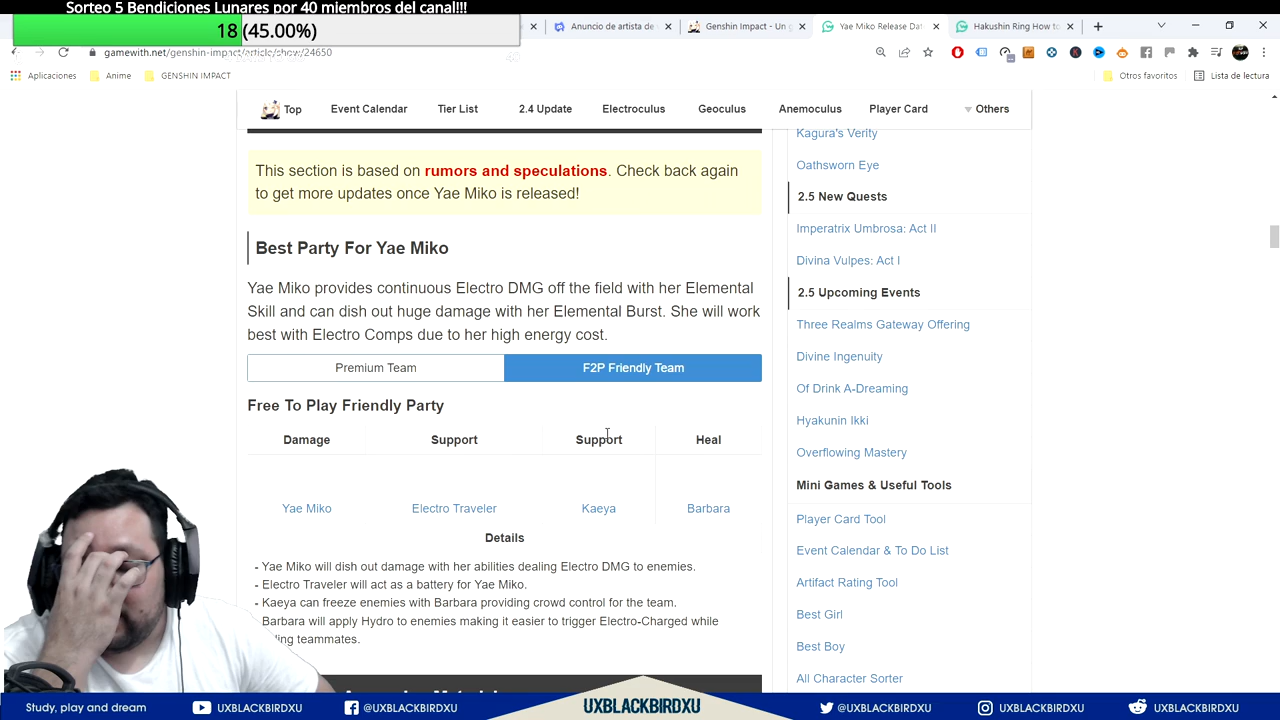 Sorteo 5 Bendiciones Lunares por 40 miembros del canal!!!
18 (45.00%)
Anuncio de artista de
Genshin Impact - Un g
Yae Miko Release Dat
Hakushin Ring How to
gamewith.net/genshin-impact/article/show/24650
Aplicaciones
Anime
GENSHIN IMPACT
Otros favoritos
Lista de lectura
Top
Event Calendar
Tier List
2.4 Update
Electroculus
Geoculus
Anemoculus
Player Card
Others
This section is based on rumors and speculations. Check back again
to get more updates once Yae Miko is released!
Best Party For Yae Miko
Yae Miko provides continuous Electro DMG off the field with her Elemental
Skill and can dish out huge damage with her Elemental Burst. She will work
best with Electro Comps due to her high energy cost.
Premium Team
F2P Friendly Team
Free To Play Friendly Party
Damage Support Support Heal
Yae Miko Electro Traveler Kaeya Barbara
Details
- Yae Miko will dish out damage with her abilities dealing Electro DMG to enemies.
- Electro Traveler will act as a battery for Yae Miko.
- Kaeya can freeze enemies with Barbara providing crowd control for the team.
Barbara will apply Hydro to enemies making it easier to trigger Electro-Charged while
ling teammates.
Kagura's Verity
Oathsworn Eye
2.5 New Quests
Imperatrix Umbrosa: Act II
Divina Vulpes: Act I
2.5 Upcoming Events
Three Realms Gateway Offering
Divine Ingenuity
Of Drink A-Dreaming
Hyakunin Ikki
Overflowing Mastery
Mini Games & Useful Tools
Player Card Tool
Event Calendar & To Do List
Artifact Rating Tool
Best Girl
Best Boy
All Character Sorter
Study, play and dream
UXBLACKBIRDXU
@UXBLACKBIRDXU
UXBLACKBIRDXU
@UXBLACKBIRDXU
UXBLACKBIRDXU
UXBLACKBIRDXU